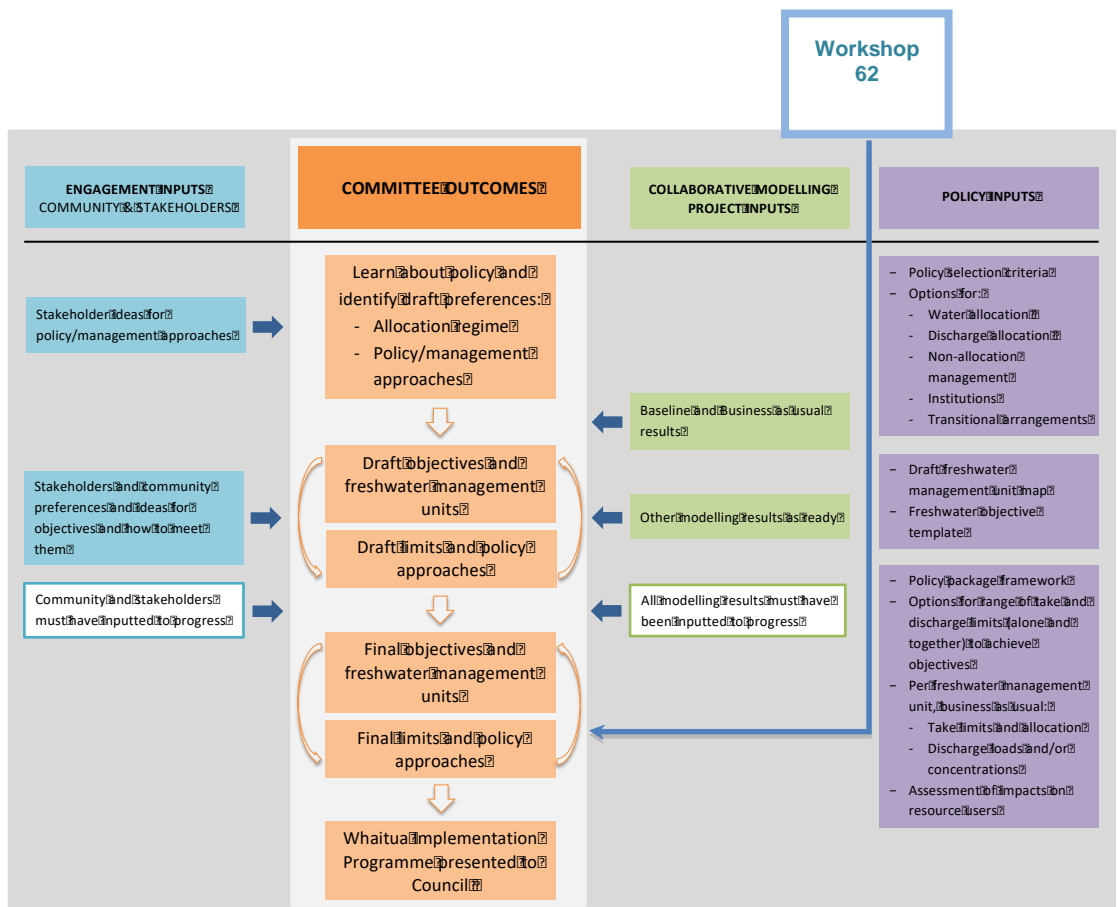 Workshop
62
ENGAGEMENT INPUTS
COMMUNITY & STAKEHOLDERS
COMMITTEE OUTCOMES
COLLABORATIVE MODELLING
PROJECT INPUTS
POLICY INPUTS
Stakeholder ideas for
policy/management approaches
Learn about policy and
identify draft preferences:
- Allocation regime
- Policy/management
approaches
Baseline and Business as usual
results
– Policy selection criteria
– Options for:
- Water allocation
- Discharge allocation
- Non-allocation
management
- Institutions
- Transitional arrangements
Stakeholders and community
preferences and ideas for
objectives and how to meet
them
Draft objectives and
freshwater management
units
Draft limits and policy
approaches
Other modelling results as ready
– Draft freshwater
management unit map
– Freshwater objective
template
Community and stakeholders
must have inputted to progress
All modelling results must have
been inputted to progress
Final objectives and
freshwater management
units
Final limits and policy
approaches
– Policy package framework
– Options for range of take and
discharge limits (alone and
together) to achieve
objectives
– Per freshwater management
unit, business as usual:
- Take limits and allocation
- Discharge loads and/or
concentrations
– Assessment of impacts on
resource users
Whaitua Implementation
Programme presented to
Council